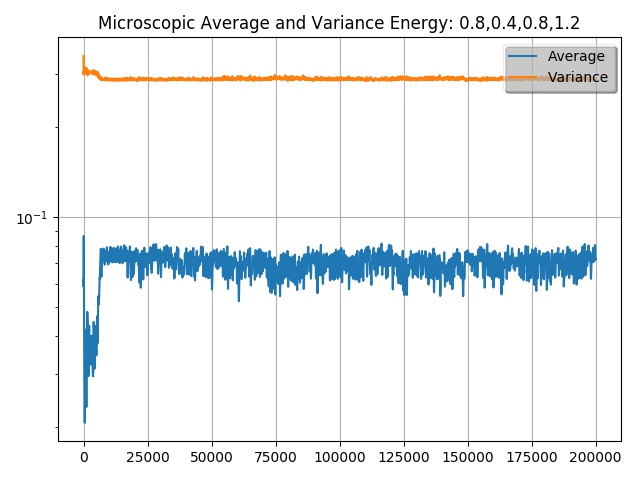 Microscopic Average and Variance Energy: 0.8,0.4,0.8,1.2
Average
Variance
10⁻¹
0 25000 50000 75000 100000 125000 150000 175000 200000